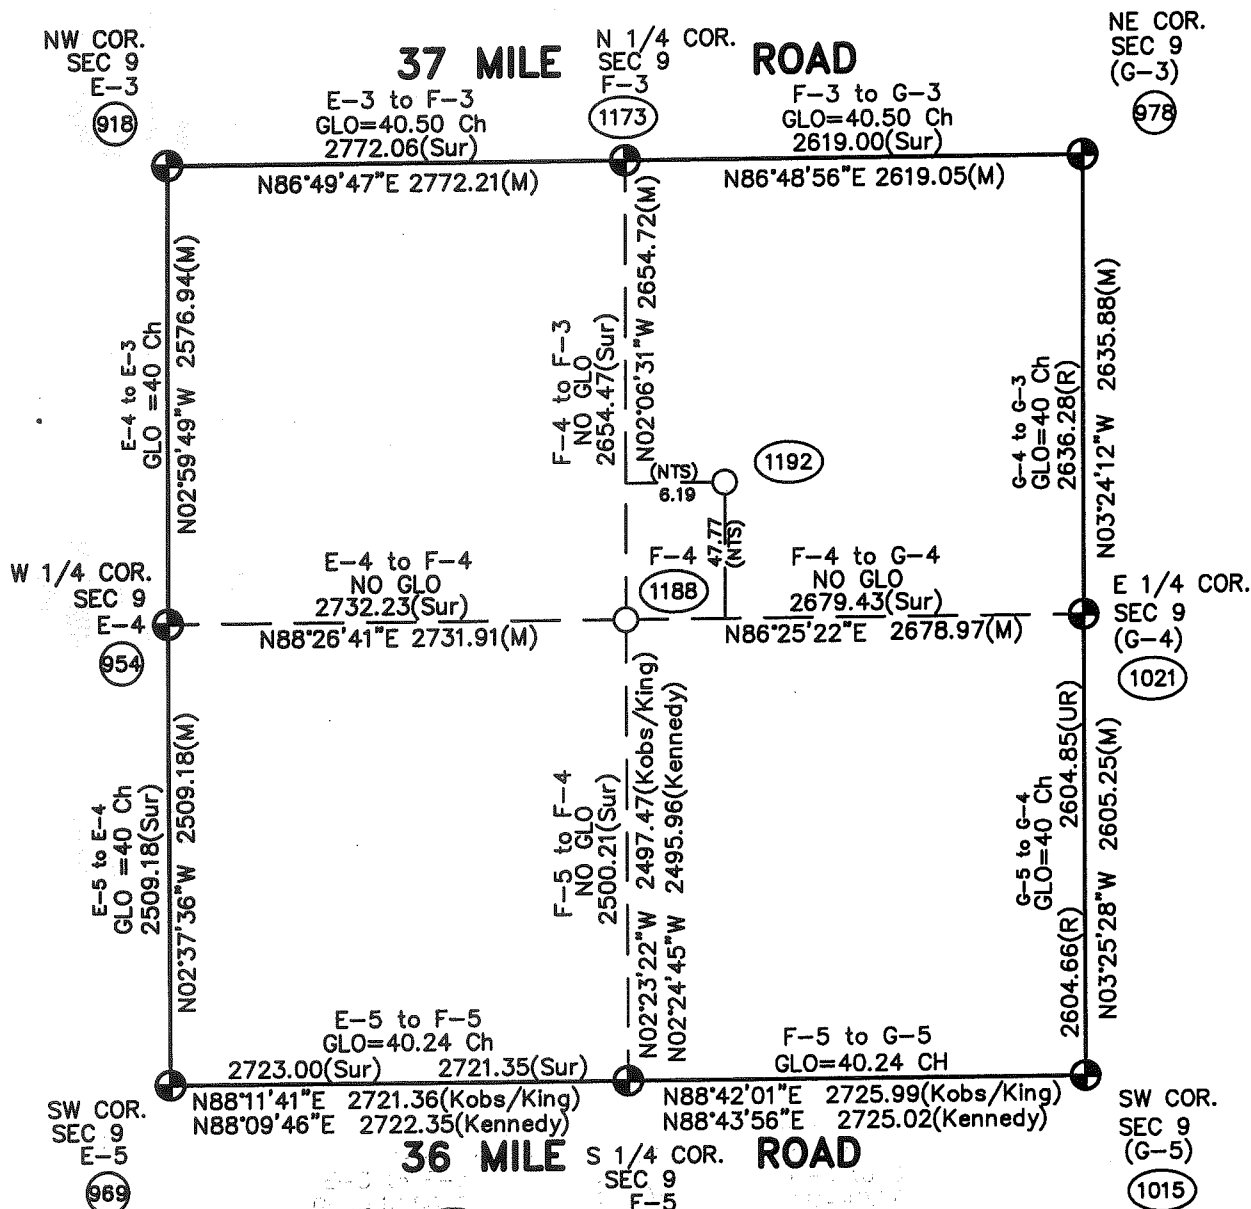 NW COR.
SEC 9
E-3
918
37 MILE ROAD
N 1/4 COR.
SEC 9
F-3
1173
NE COR.
SEC 9
(G-3)
978
E-3 to F-3
GLO=40.50 Ch
2772.06(Sur)
N86°49'47"E 2772.21(M)
F-3 to G-3
GLO=40.50 Ch
2619.00(Sur)
N86°48'56"E 2619.05(M)
E-4 to E-3
GLO =40 Ch
N02°59'49"W 2576.94(M)
F-4 to F-3
NO GLO
2654.47(Sur)
N02°06'31"W 2654.72(M)
(NTS)
6.19
1192
47.77
(NTS)
G-4 to G-3
GLO=40 Ch
2636.28(R)
N03°24'12"W 2635.88(M)
W 1/4 COR.
SEC 9
E-4
954
E-4 to F-4
NO GLO
2732.23(Sur)
N88°26'41"E 2731.91(M)
F-4
1188
F-4 to G-4
NO GLO
2679.43(Sur)
N86°25'22"E 2678.97(M)
E 1/4 COR.
SEC 9
(G-4)
1021
E-5 to E-4
GLO =40 Ch
2509.18(Sur)
N02°37'36"W 2509.18(M)
F-5 to F-4
NO GLO
2500.21(Sur)
N02°23'22"W 2497.47(Kobs/King)
N02°24'45"W 2495.96(Kennedy)
G-5 to G-4
GLO=40 Ch
2604.66(R) 2604.85(UR)
N03°25'28"W 2605.25(M)
E-5 to F-5
GLO=40.24 Ch
2723.00(Sur) 2721.35(Sur)
N88°11'41"E 2721.36(Kobs/King)
N88°09'46"E 2722.35(Kennedy)
F-5 to G-5
GLO=40.24 CH
N88°42'01"E 2725.99(Kobs/King)
N88°43'56"E 2725.02(Kennedy)
SW COR.
SEC 9
E-5
969
36 MILE ROAD
S 1/4 COR.
SEC 9
F-5
SW COR.
SEC 9
(G-5)
1015